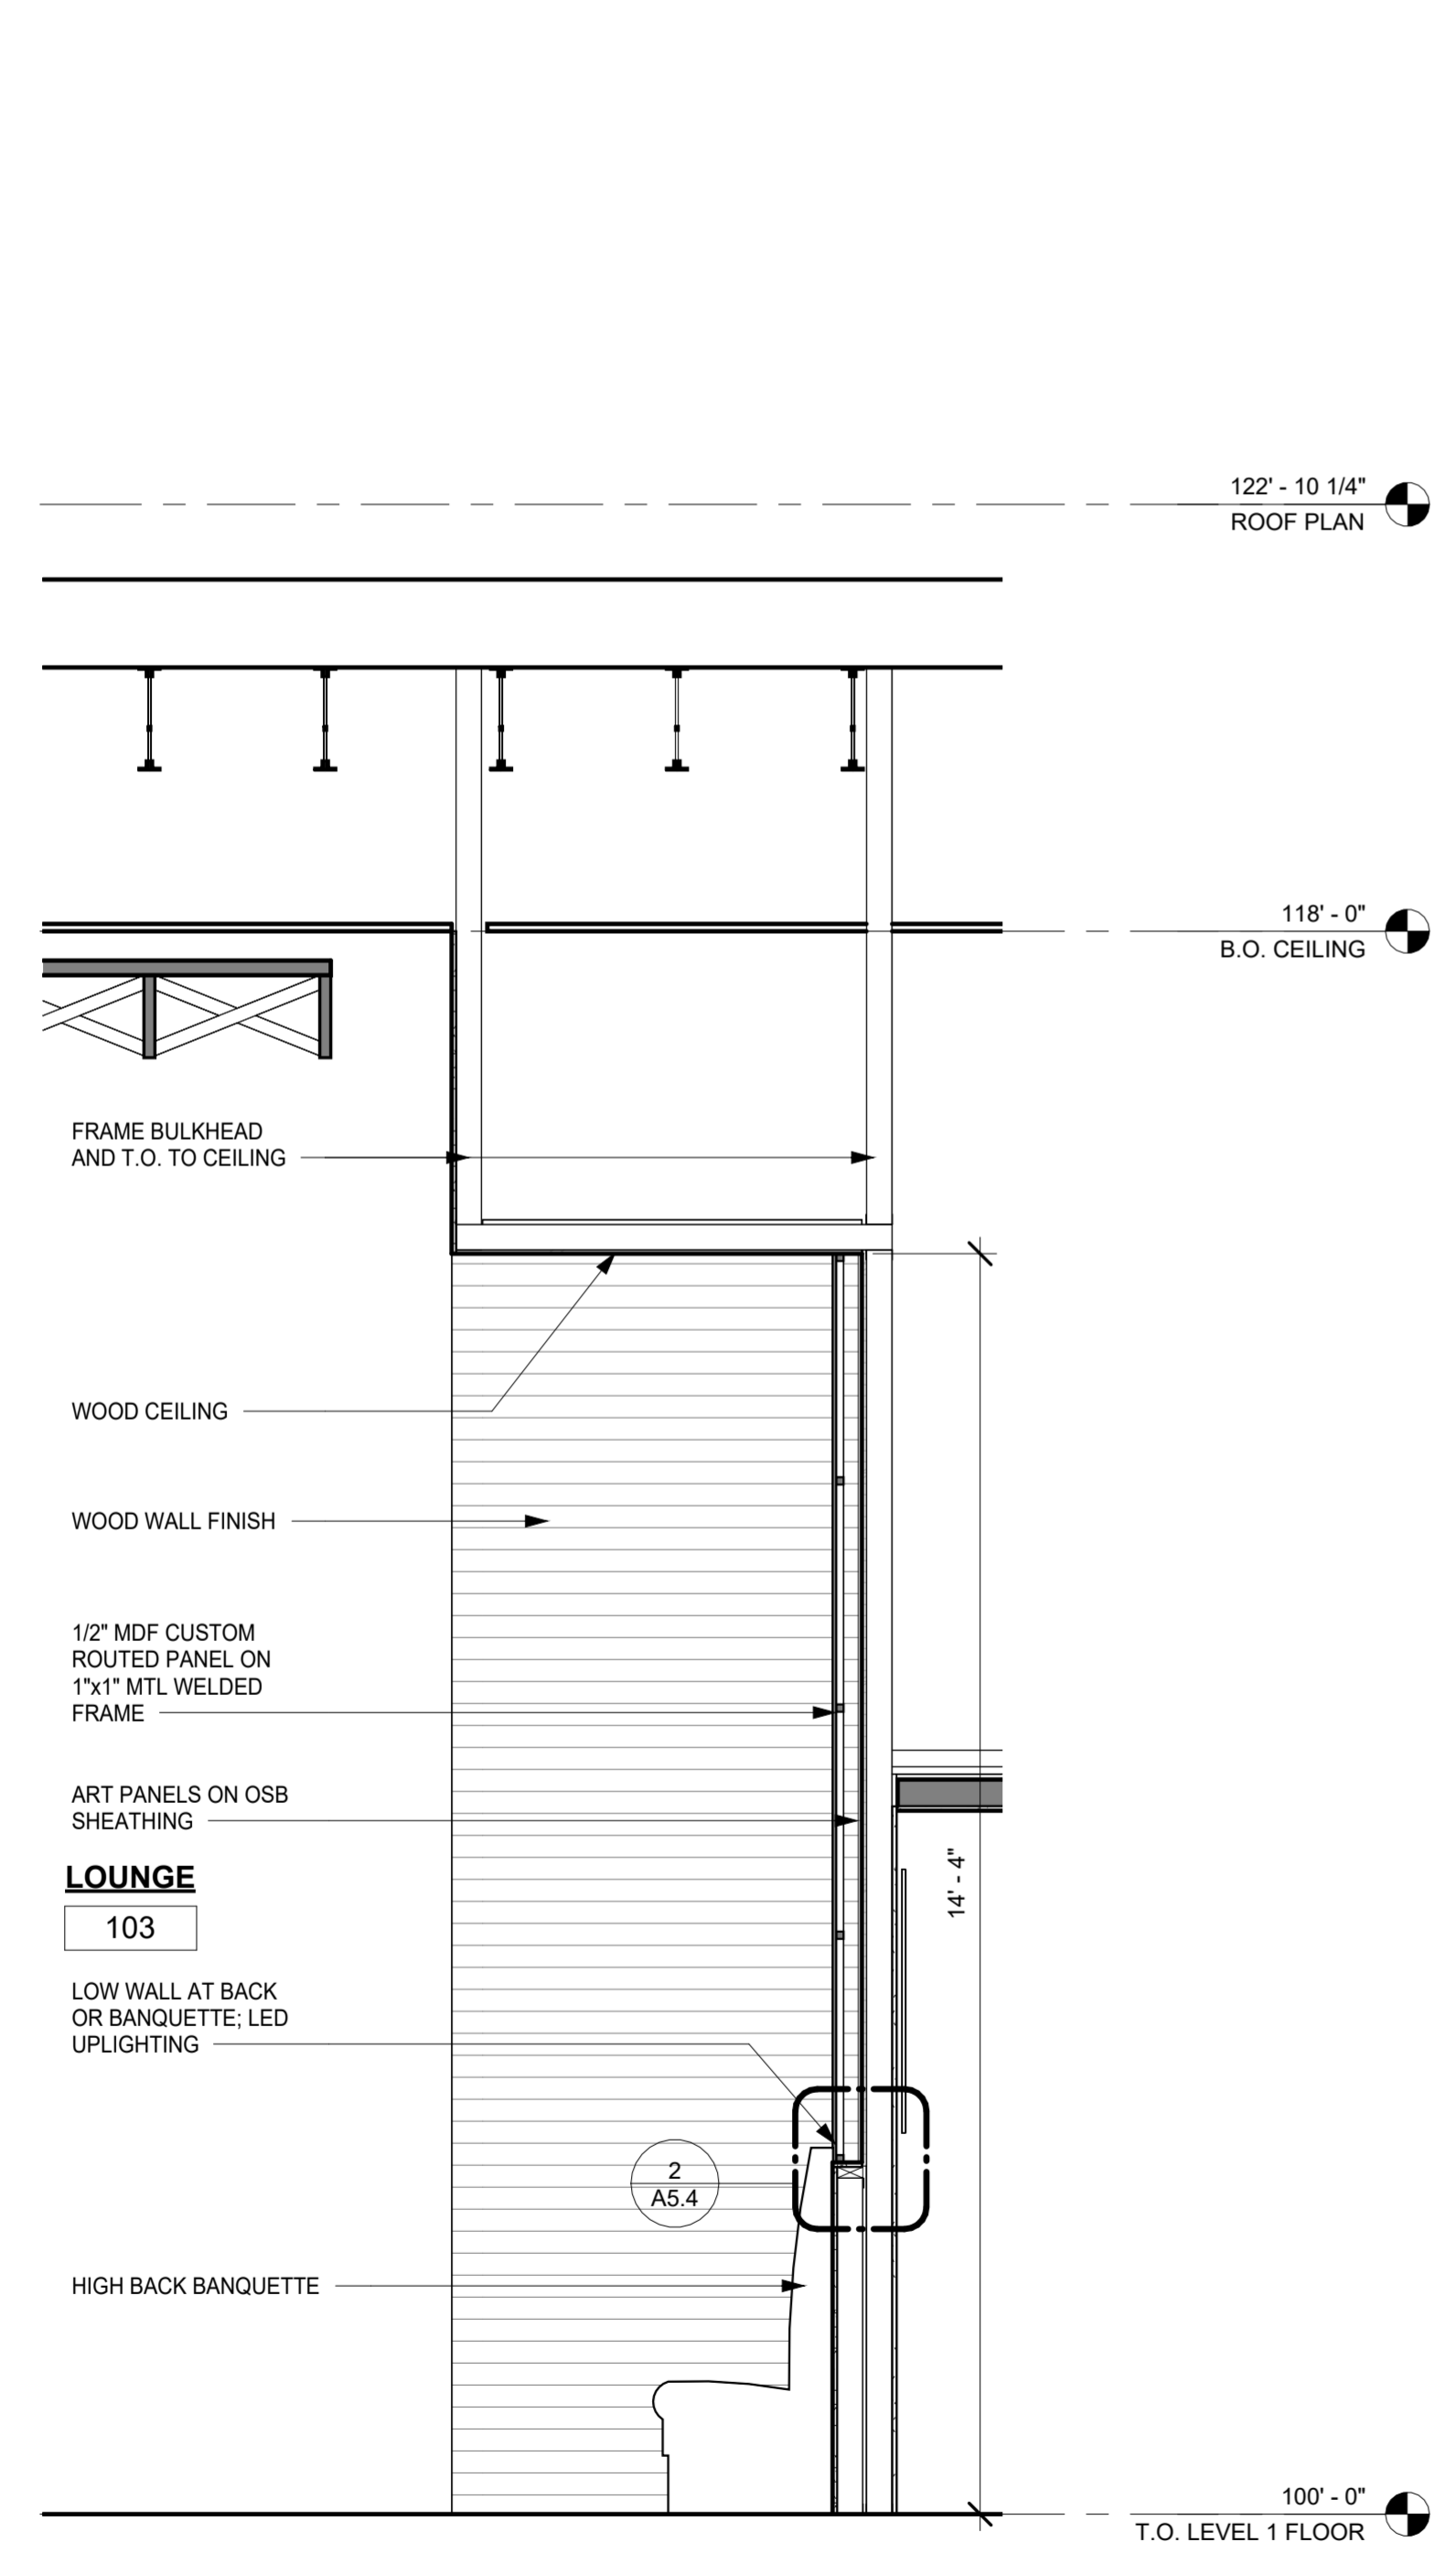 122' - 10 1/4"
ROOF PLAN
118' - 0"
B.O. CEILING
FRAME BULKHEAD
AND T.O. TO CEILING
WOOD CEILING
WOOD WALL FINISH
1/2" MDF CUSTOM
ROUTED PANEL ON
1"x1" MTL WELDED
FRAME
ART PANELS ON OSB
SHEATHING
14' - 4"
LOUNGE
103
LOW WALL AT BACK
OR BANQUETTE; LED
UPLIGHTING
2
A5.4
HIGH BACK BANQUETTE
100' - 0"
T.O. LEVEL 1 FLOOR